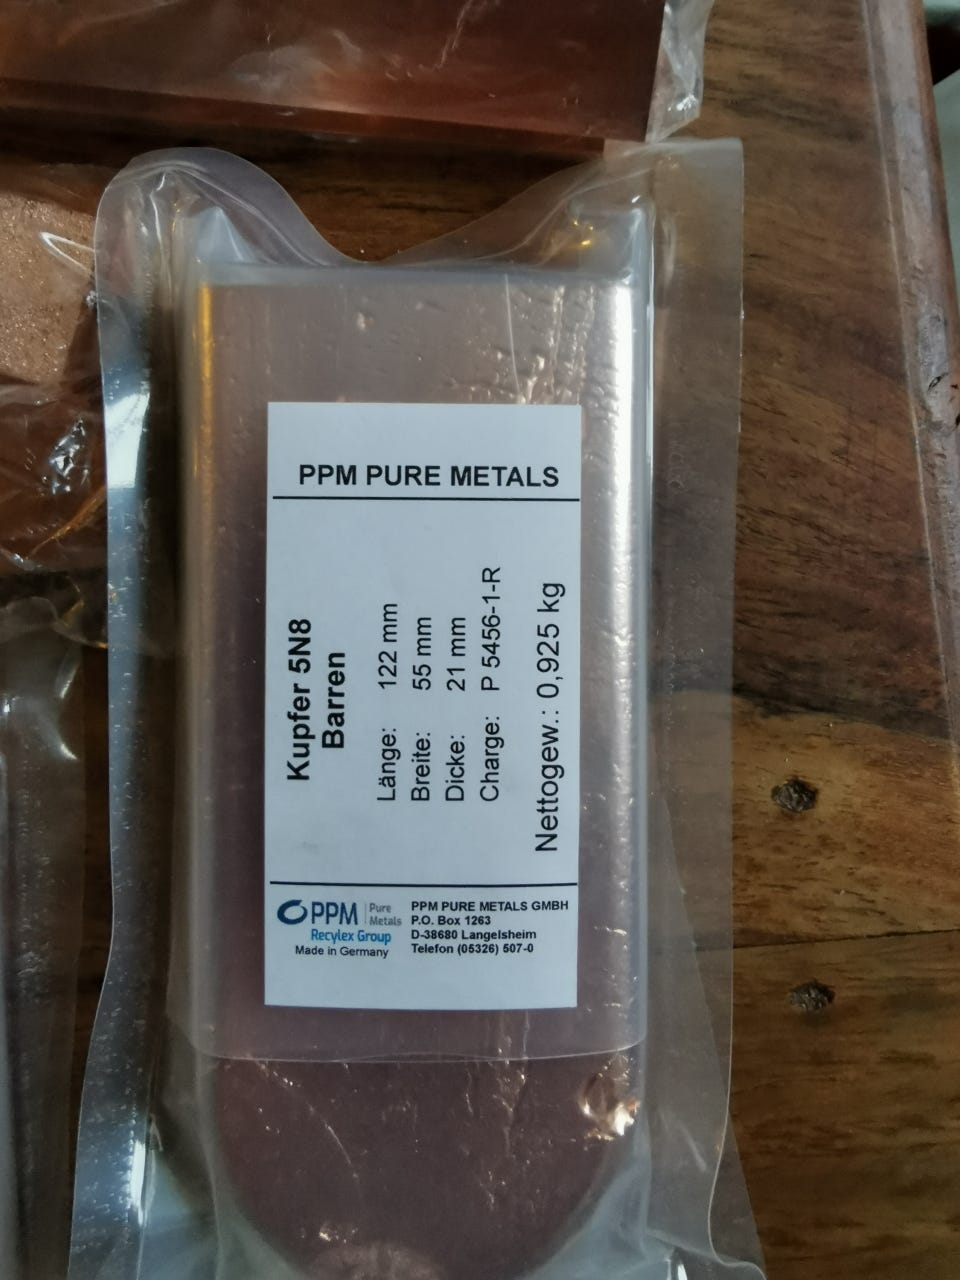 PPM PURE METALS
Kupfer 5N8
Barren
Länge: 122 mm
Breite: 55 mm
Dicke: 21 mm
Charge: P 5456-1-R
Nettogew.: 0,925 kg
PPM Pure
Metals
Recylex Group
Made in Germany
PPM PURE METALS GMBH
P.O. Box 1263
D-38680 Langelsheim
Telefon (05326) 507-0